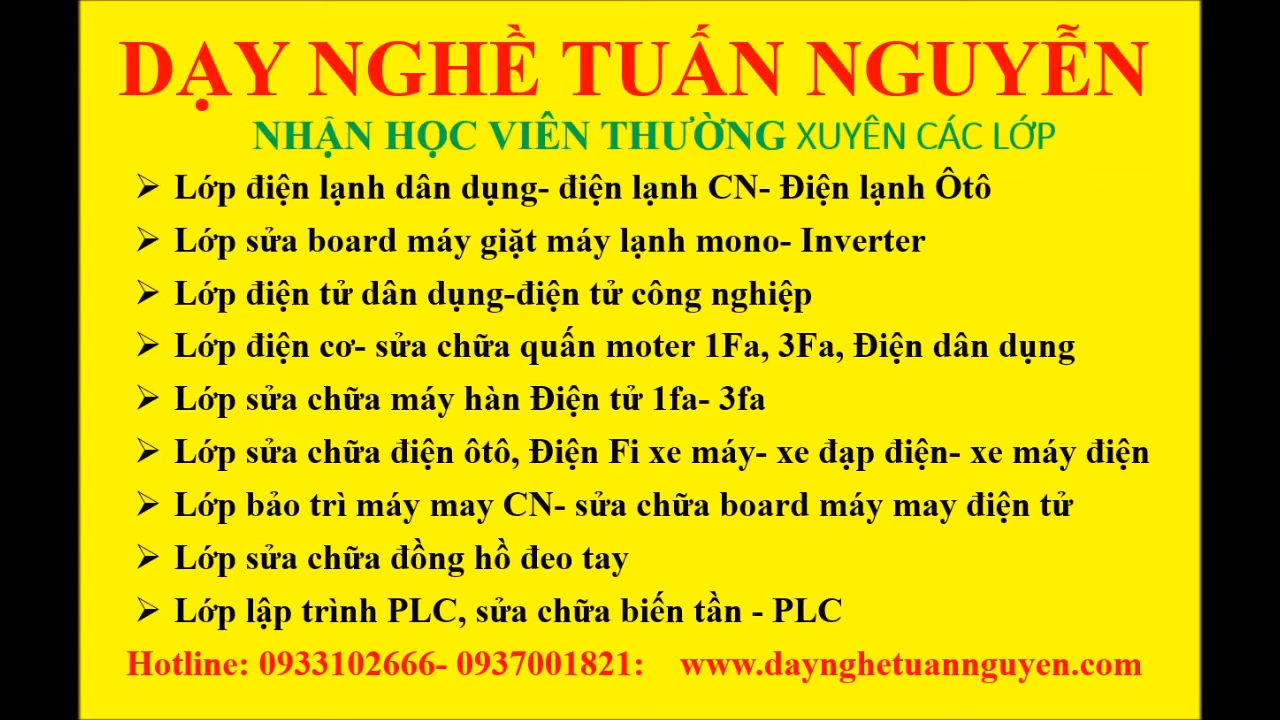 DẠY NGHỀ TUẤN NGUYỄN
NHẬN HỌC VIÊN THƯỜNG XUYÊN CÁC LỚP
➢ Lớp điện lạnh dân dụng- điện lạnh CN- Điện lạnh Ôtô
➢ Lớp sửa board máy giặt máy lạnh mono- Inverter
➢ Lớp điện tử dân dụng-điện tử công nghiệp
➢ Lớp điện cơ- sửa chữa quấn moter 1Fa, 3Fa, Điện dân dụng
➢ Lớp sửa chữa máy hàn Điện tử 1fa- 3fa
➢ Lớp sửa chữa điện ôtô, Điện Fi xe máy- xe đạp điện- xe máy điện
➢ Lớp bảo trì máy may CN- sửa chữa board máy may điện tử
➢ Lớp sửa chữa đồng hồ đeo tay
➢ Lớp lập trình PLC, sửa chữa biến tần - PLC
Hotline: 0933102666- 0937001821: www.daynghetuannguyen.com